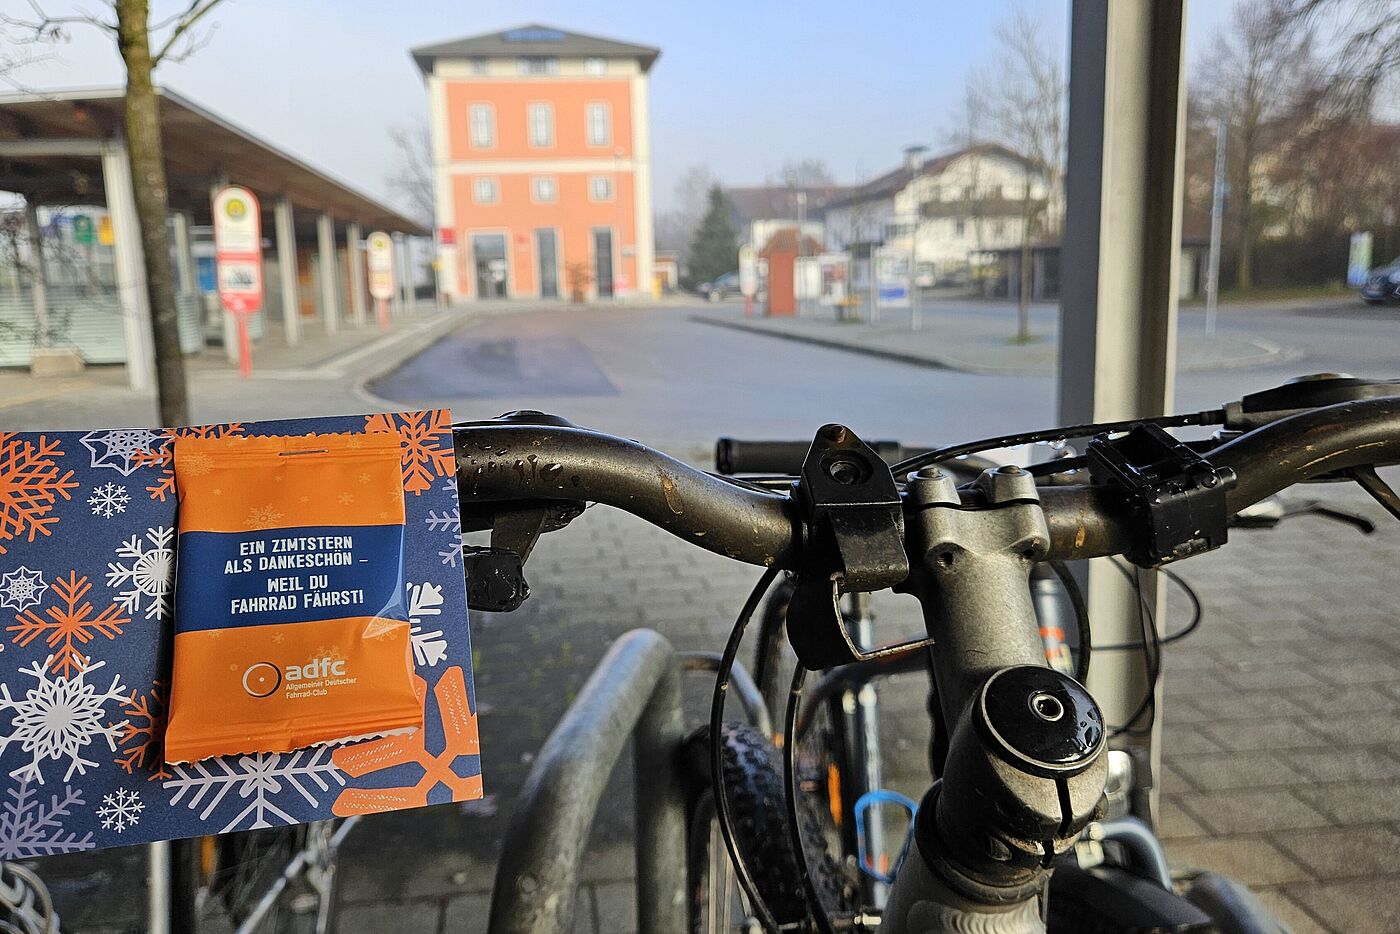 EIN ZIMTSTERN
ALS DANKESCHÖN –
WEIL DU
FAHRRAD FÄHRST!
adfc
Allgemeiner Deutscher
Fahrrad-Club